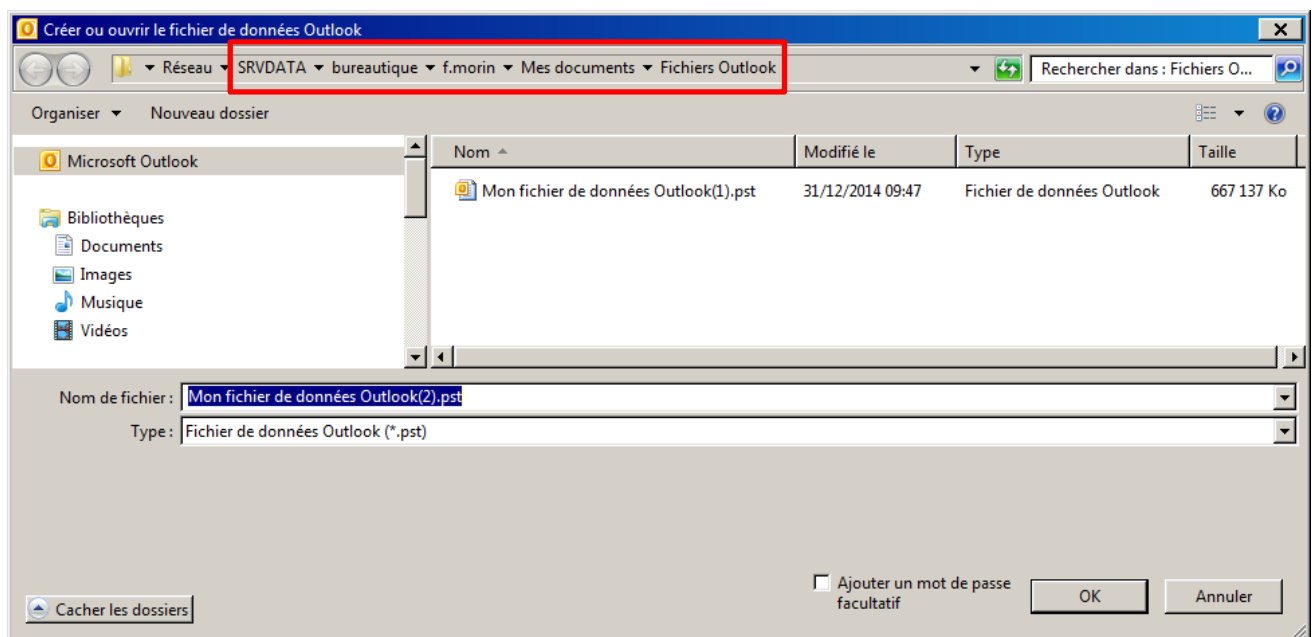 Créer ou ouvrir le fichier de données Outlook
Réseau SRVDATA bureautique f.morin Mes documents Fichiers Outlook Rechercher dans : Fichiers O...
Organiser Nouveau dossier
Microsoft Outlook
Bibliothèques
Documents
Images
Musique
Vidéos
Nom Modifié le Type Taille
Mon fichier de données Outlook(1).pst 31/12/2014 09:47 Fichier de données Outlook 667 137 Ko
Nom de fichier : Mon fichier de données Outlook(2).pst
Type : Fichier de données Outlook (*.pst)
Ajouter un mot de passe
facultatif
OK Annuler
Cacher les dossiers